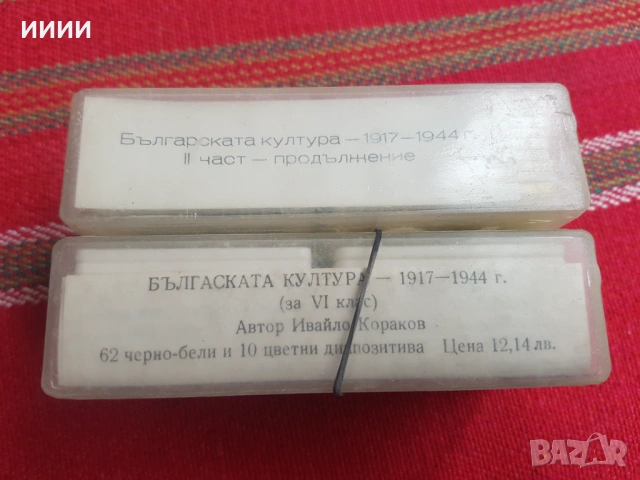 ииии
Българската култура – 1917 – 1944 г.
II част – продължение
БЪЛГАСКАТА КУЛТУРА — 1917—1944 г.
(за VI клас)
Автор Ивайло Кораков
62 черно-бели и 10 цветни диапозитива Цена 12,14 лв.
BAZAR